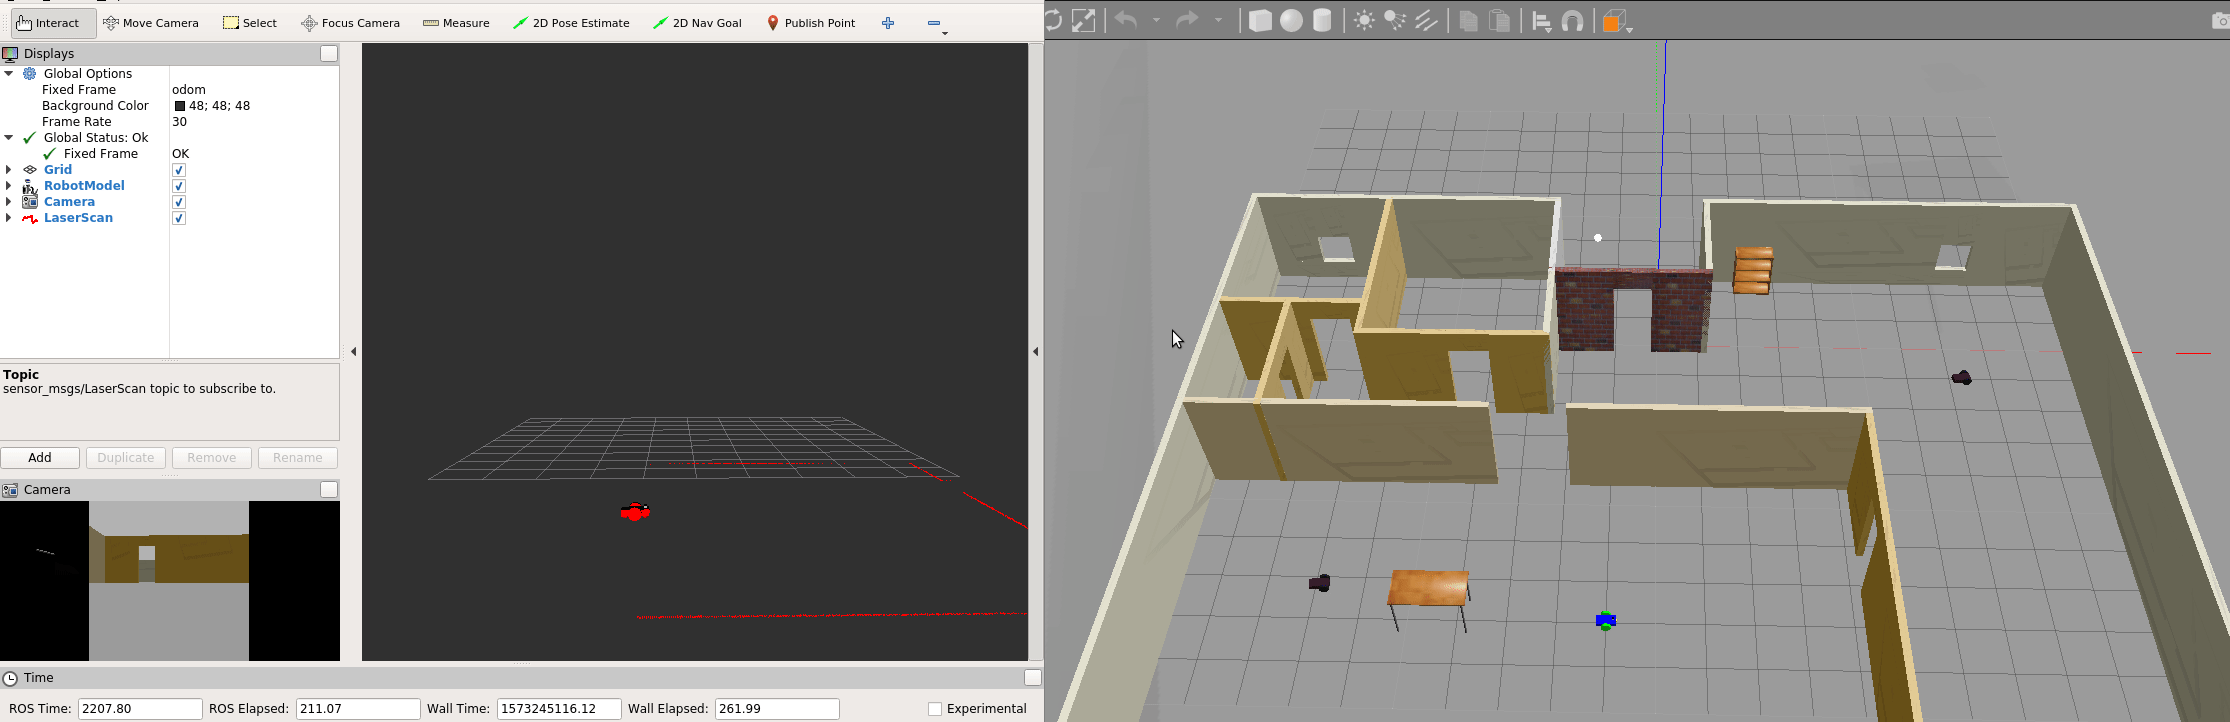 Interact Move Camera Select Focus Camera Measure 2D Pose Estimate 2D Nav Goal Publish Point
Displays
Global Options
Fixed Frame odom
Background Color 48; 48; 48
Frame Rate 30
Global Status: Ok
Fixed Frame OK
Grid
RobotModel
Camera
LaserScan
Topic
sensor_msgs/LaserScan topic to subscribe to.
Add Duplicate Remove Rename
Camera
Time
ROS Time: 2207.80 ROS Elapsed: 211.07 Wall Time: 1573245116.12 Wall Elapsed: 261.99 Experimental